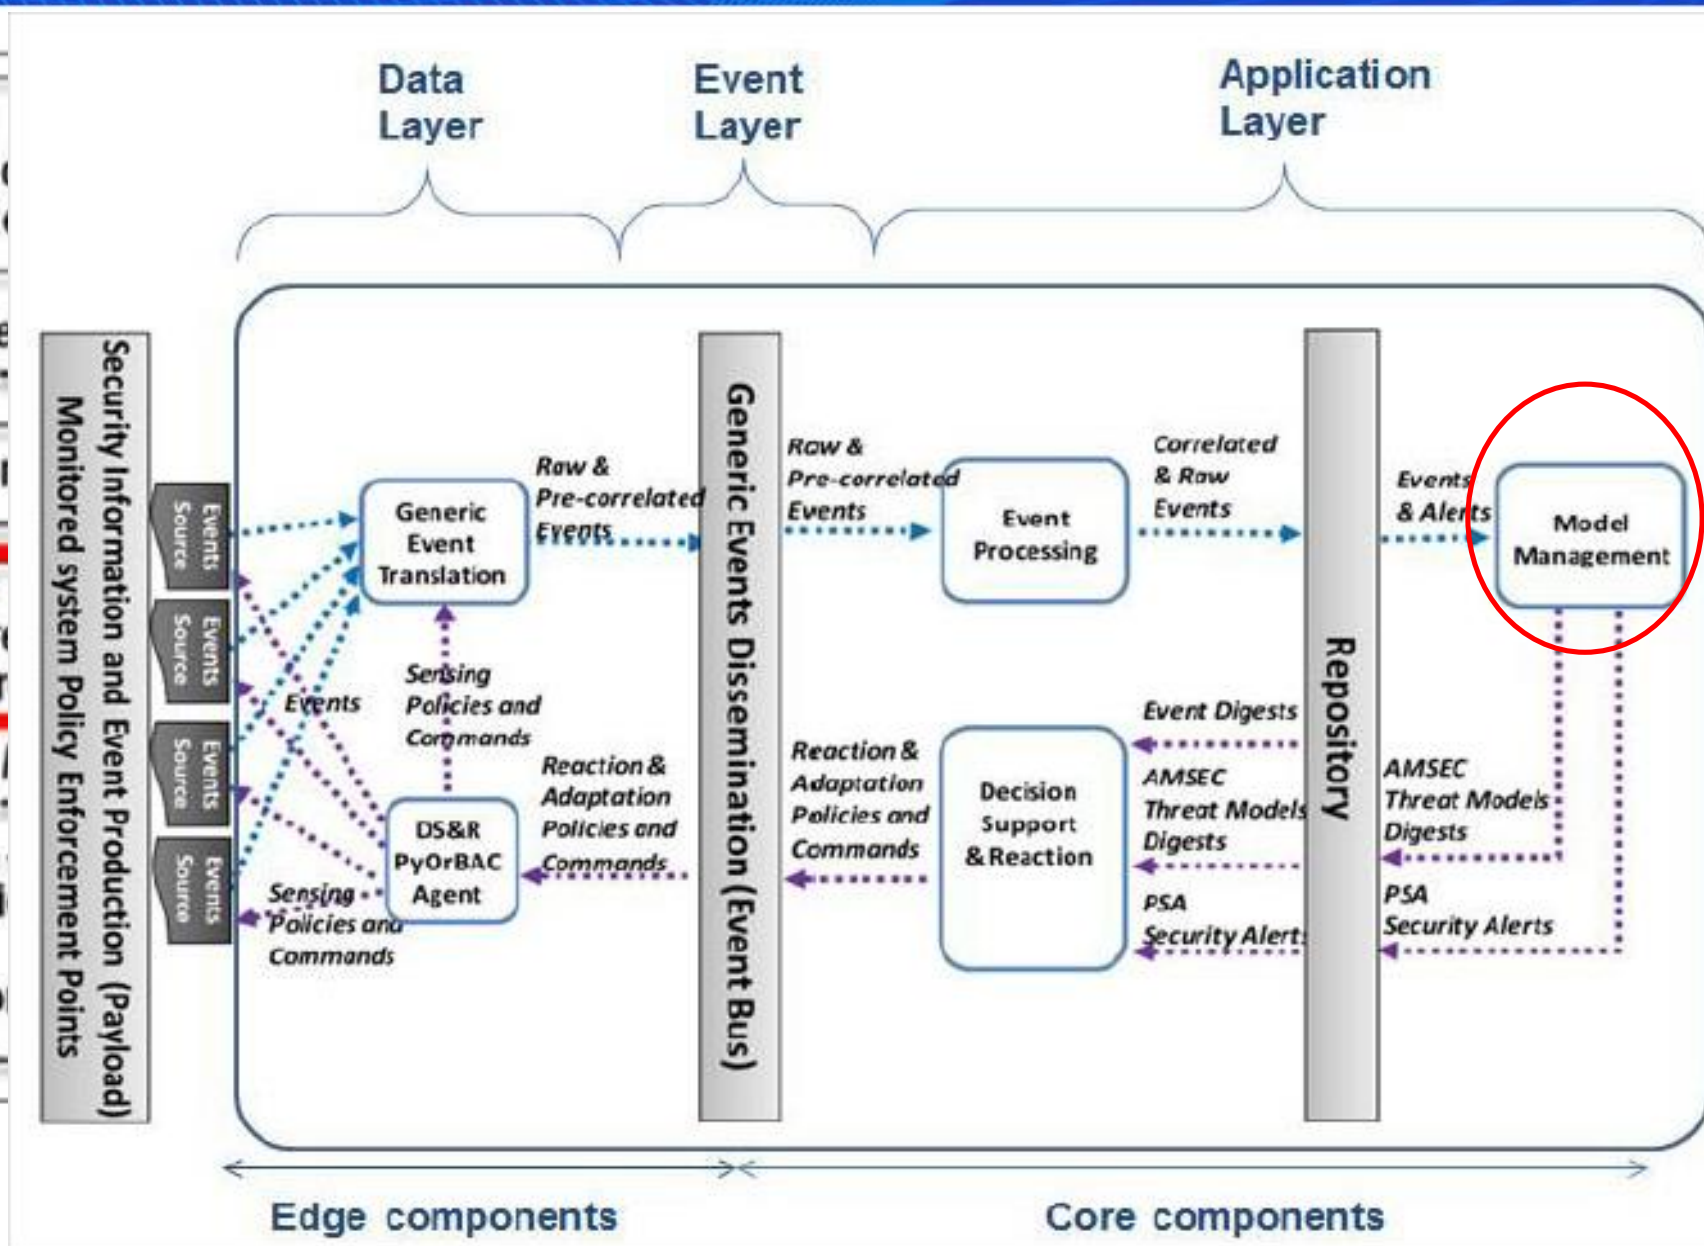 Data
Layer
Event
Layer
Application
Layer
Security Information and Event Production (Payload)
Monitored system Policy Enforcement Points
Events
Source
Events
Source
Events
Source
Events
Source
Generic
Event
Translation
Raw &
Pre-correlated
Events
Events
Sensing
Policies and
Commands
DS&R
PyOrBAC
Agent
Sensing
Policies and
Commands
Reaction &
Adaptation
Policies and
Commands
Generic Events Dissemination (Event Bus)
Raw &
Pre-correlated
Events
Event
Processing
Correlated
& Raw
Events
Reaction &
Adaptation
Policies and
Commands
Decision
Support
& Reaction
Event Digests
AMSEC
Threat Models
Digests
PSA
Security Alerts
Repository
Events
& Alerts
Model
Management
AMSEC
Threat Models
Digests
PSA
Security Alerts
Edge components
Core components